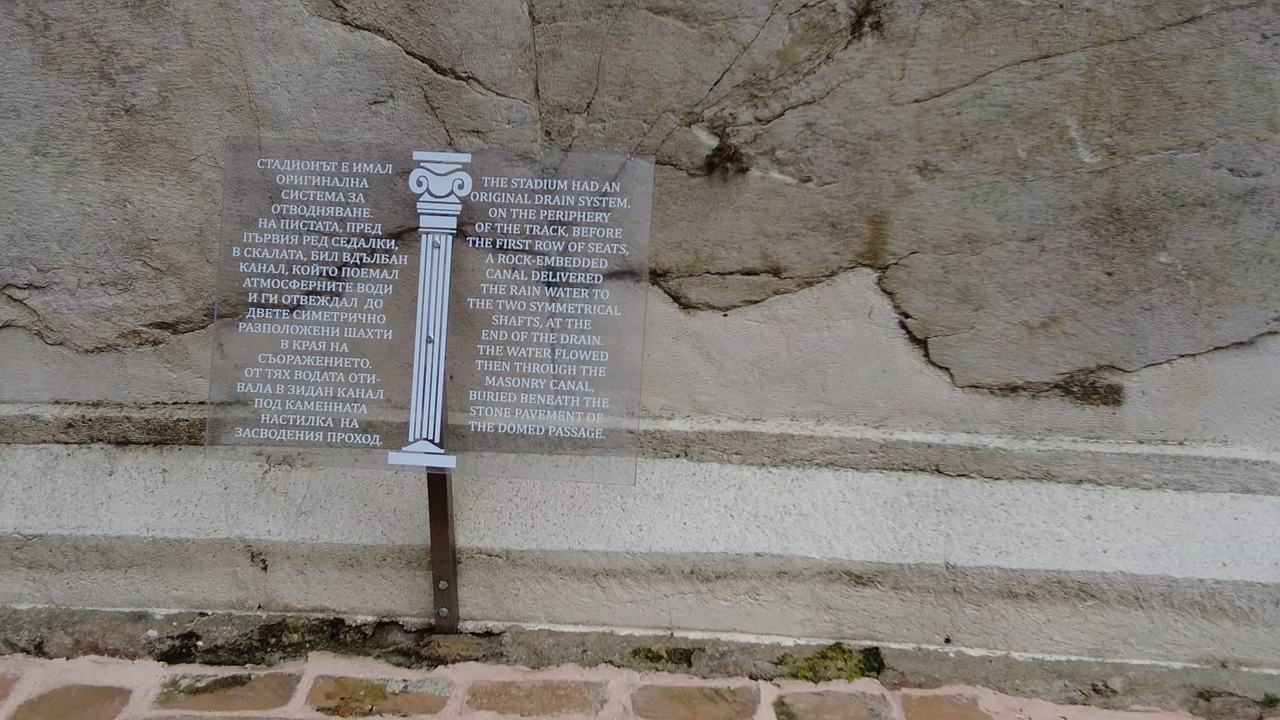 СТАДИОНЪТ Е ИМАЛ
ОРИГИНАЛНА
СИСТЕМА ЗА
ОТВОДНЯВАНЕ.
НА ПИСТАТА, ПРЕД
ПЪРВИЯ РЕД СЕДАЛКИ,
В СКАЛАТА, БИЛ ВДЪЛБАН
КАНАЛ, КОЙТО ПОЕМАЛ
АТМОСФЕРНИТЕ ВОДИ
И ГИ ОТВЕЖДАЛ ДО
ДВЕТЕ СИМЕТРИЧНО
РАЗПОЛОЖЕНИ ШАХТИ
В КРАЯ НА
СЪОРАЖЕНИЕТО.
ОТ ТЯХ ВОДАТА ОТИ-
ВАЛА В ЗИДАН КАНАЛ
ПОД КАМЕННАТА
НАСТИЛКА НА
ЗАСВОДЕНИЯ ПРОХОД.
THE STADIUM HAD AN
ORIGINAL DRAIN SYSTEM.
ON THE PERIPHERY
OF THE TRACK, BEFORE
THE FIRST ROW OF SEATS,
A ROCK-EMBEDDED
CANAL DELIVERED
THE RAIN WATER TO
THE TWO SYMMETRICAL
SHAFTS, AT THE
END OF THE DRAIN.
THE WATER FLOWED
THEN THROUGH THE
MASONRY CANAL,
BURIED BENEATH THE
STONE PAVEMENT OF
THE DOMED PASSAGE.